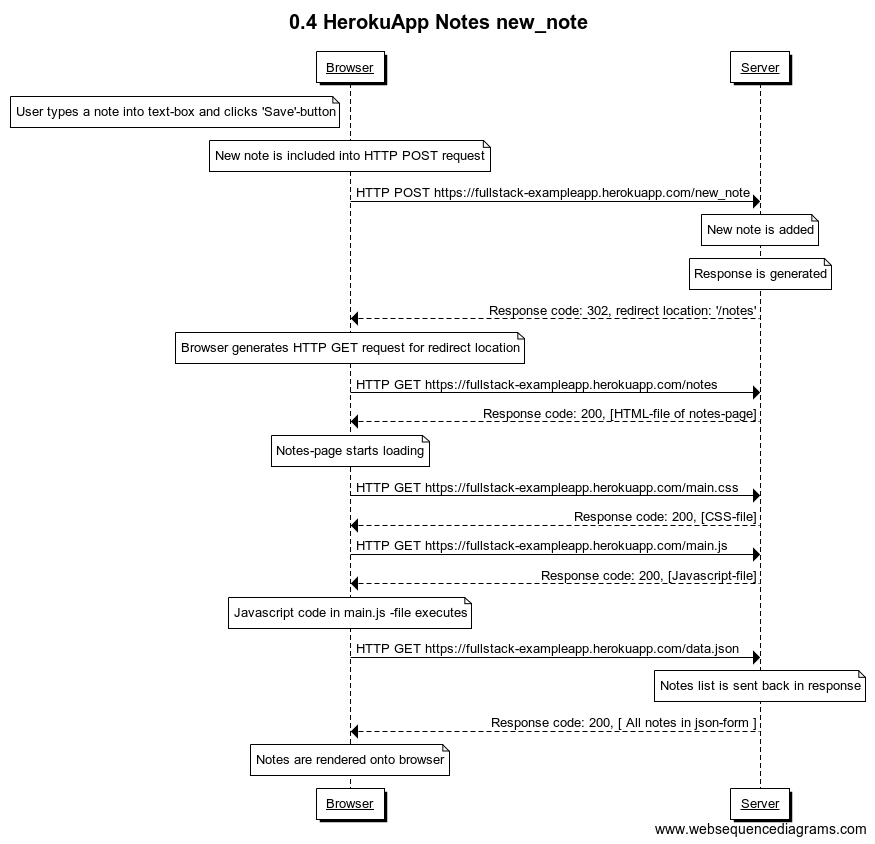 0.4 HerokuApp Notes new_note
Browser
Server
User types a note into text-box and clicks 'Save'-button
New note is included into HTTP POST request
HTTP POST https://fullstack-exampleapp.herokuapp.com/new_note
New note is added
Response is generated
Response code: 302, redirect location: '/notes'
Browser generates HTTP GET request for redirect location
HTTP GET https://fullstack-exampleapp.herokuapp.com/notes
Response code: 200, [HTML-file of notes-page]
Notes-page starts loading
HTTP GET https://fullstack-exampleapp.herokuapp.com/main.css
Response code: 200, [CSS-file]
HTTP GET https://fullstack-exampleapp.herokuapp.com/main.js
Response code: 200, [Javascript-file]
Javascript code in main.js -file executes
HTTP GET https://fullstack-exampleapp.herokuapp.com/data.json
Notes list is sent back in response
Response code: 200, [ All notes in json-form ]
Notes are rendered onto browser
Browser
Server
www.websequencediagrams.com